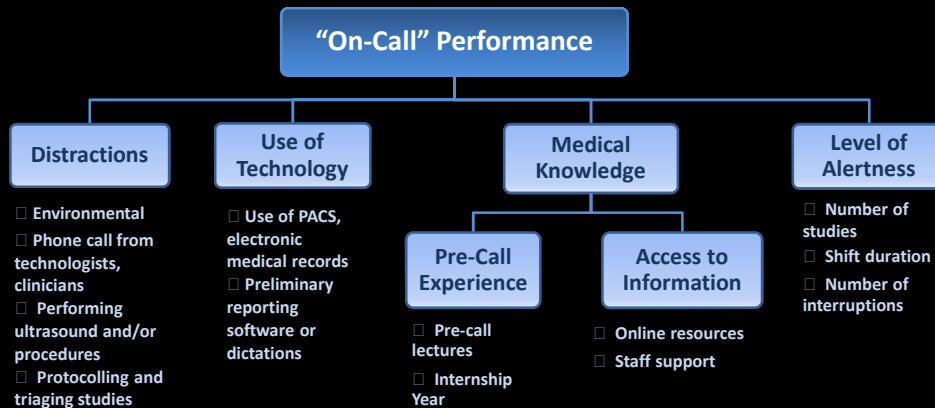 “On-Call” Performance
Distractions
□ Environmental
□ Phone call from
technologists,
clinicians
□ Performing
ultrasound and/or
procedures
□ Protocolling and
triaging studies
Use of
Technology
□ Use of PACS,
electronic
medical records
□ Preliminary
reporting
software or
dictations
Medical
Knowledge
Pre-Call
Experience
□ Pre-call
lectures
□ Internship
Year
Access to
Information
□ Online resources
□ Staff support
Level of
Alertness
□ Number of
studies
□ Shift duration
□ Number of
interruptions